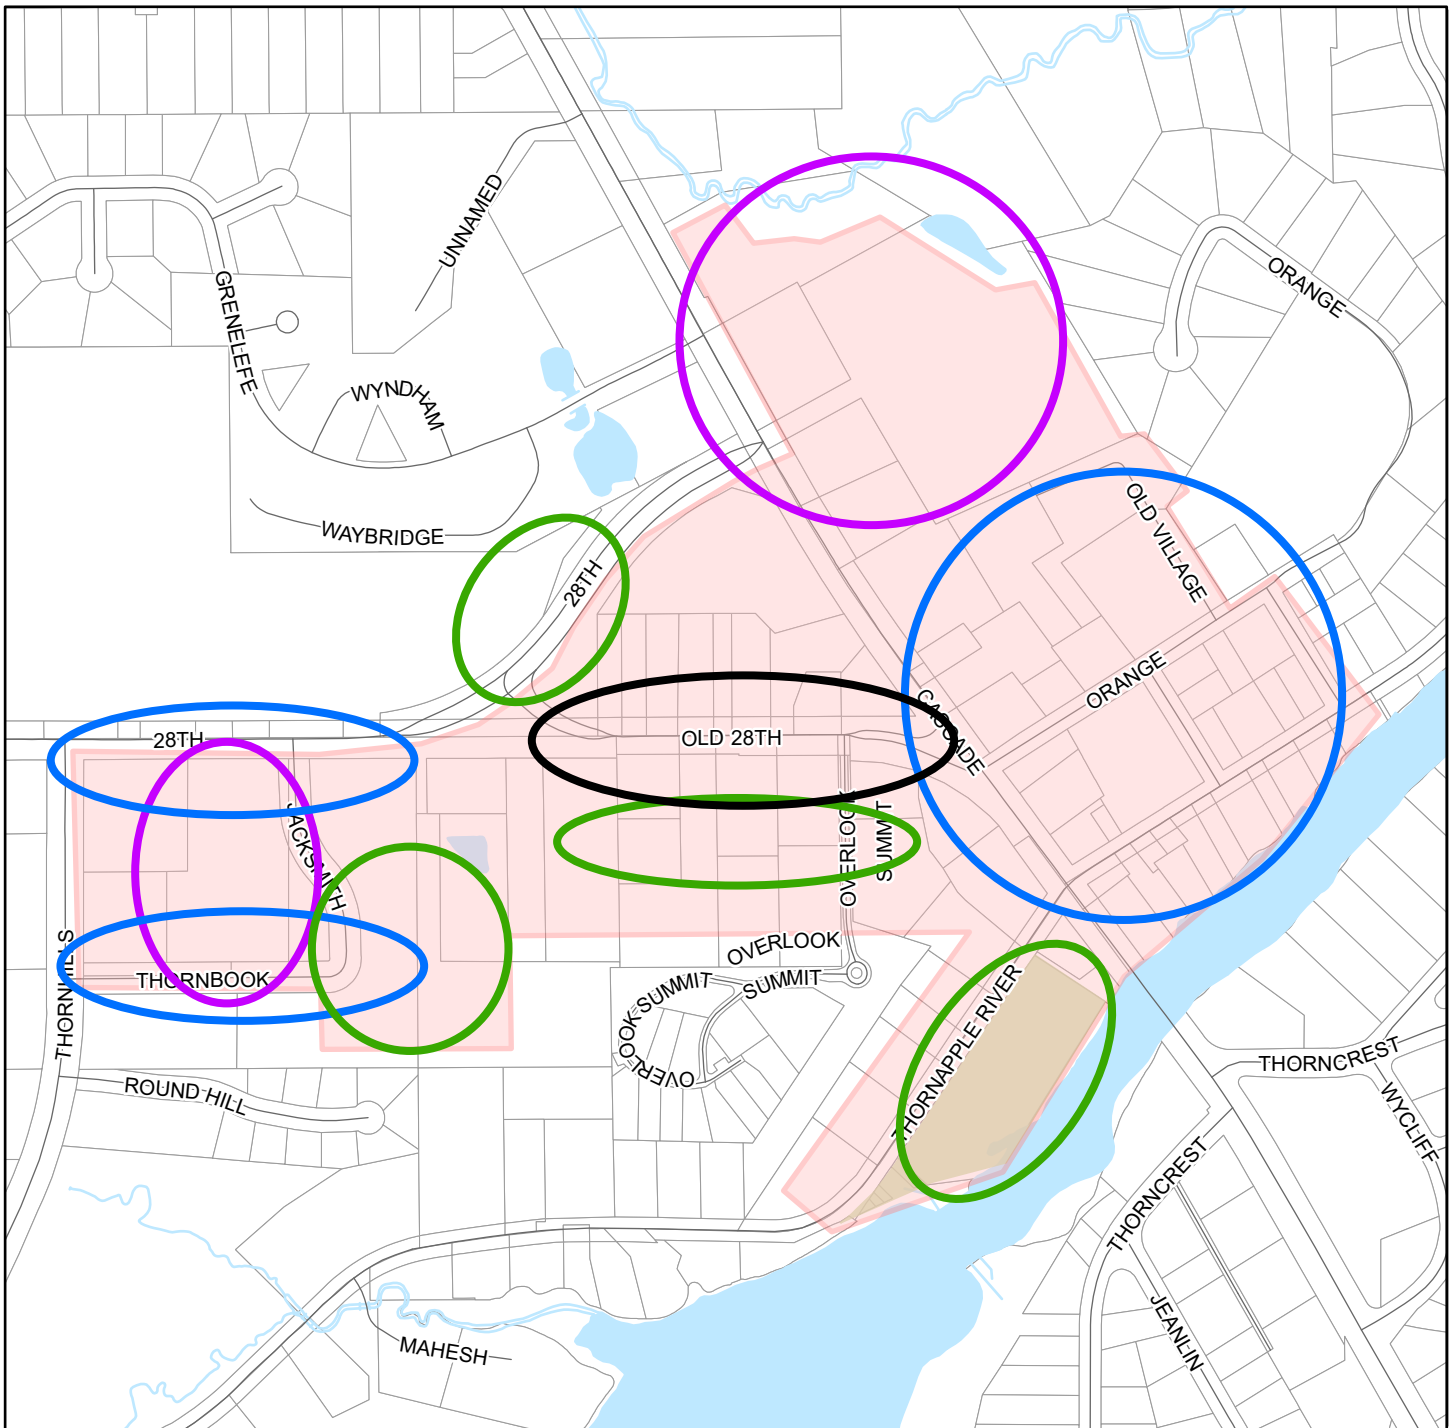 UNNAMED
ORANGE
GRENELEFE
WYNDHAM
OLD VILLAGE
WAYBRIDGE
28TH
ORANGE
CASCADE
28TH
OLD 28TH
JACKSMITH
OVERLOOK
SUMMIT
THORNHILLS
THORNBOOK
OVERLOOK
SUMMIT
SUMMIT
OVERLOOK
THORNAPPLE RIVER
THORNCREST
ROUND HILL
WYCLIFF
THORNCREST
JEANLIN
MAHESH